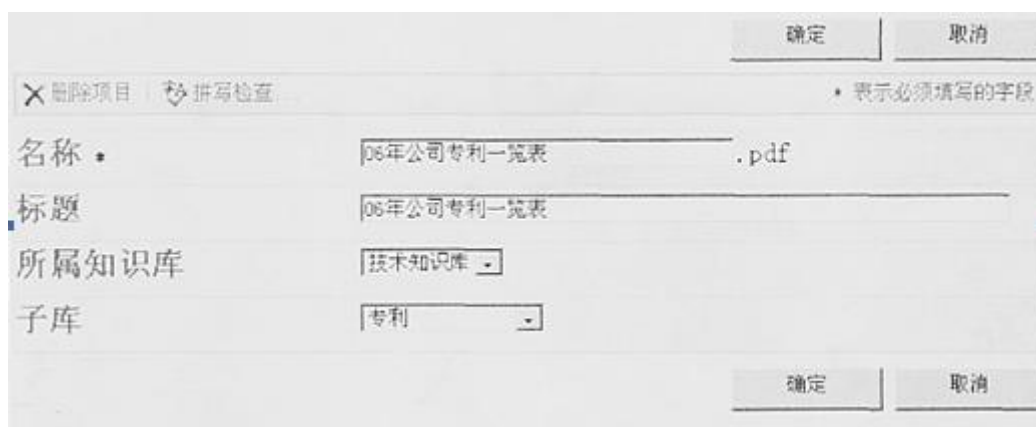 确定 取消
删除项目 拼写检查 * 表示必须填写的字段
名称 * 06年公司专利一览表 .pdf
标题 06年公司专利一览表
所属知识库 技术知识库
子库 专利
确定 取消